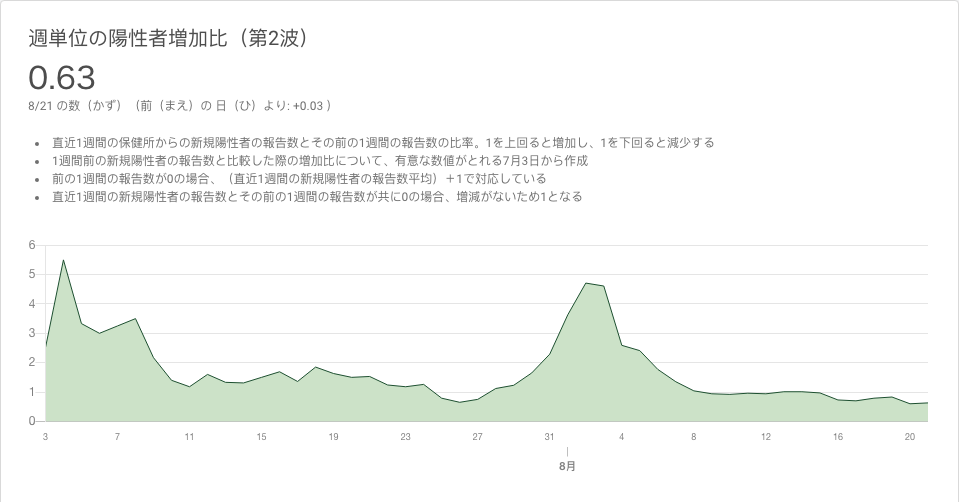 週単位の陽性者増加比（第2波）
0.63
8/21 の数（かず）（前（まえ）の 日（ひ）より: +0.03 ）
直近1週間の保健所からの新規陽性者の報告数とその前の1週間の報告数の比率。1を上回ると増加し、1を下回ると減少する
1週間前の新規陽性者の報告数と比較した際の増加比について、有意な数値がとれる7月3日から作成
前の1週間の報告数が0の場合、（直近1週間の新規陽性者の報告数平均）＋1で対応している
直近1週間の新規陽性者の報告数とその前の1週間の報告数が共に0の場合、増減がないため1となる
6
5
4
3
2
1
0
3 7 11 15 19 23 27 31 4 8 12 16 20
8月